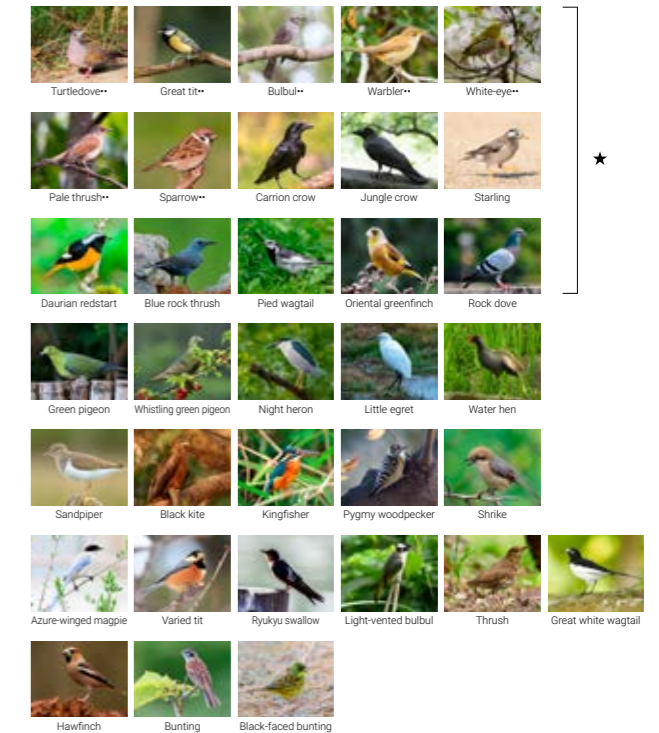 Turtledove•• Great tit•• Bulbul•• Warbler•• White-eye••
★
Pale thrush•• Sparrow•• Carrion crow Jungle crow Starling
Daurian redstart Blue rock thrush Pied wagtail Oriental greenfinch Rock dove
Green pigeon Whistling green pigeon Night heron Little egret Water hen
Sandpiper Black kite Kingfisher Pygmy woodpecker Shrike
Azure-winged magpie Varied tit Ryukyu swallow Light-vented bulbul Thrush Great white wagtail
Hawfinch Bunting Black-faced bunting